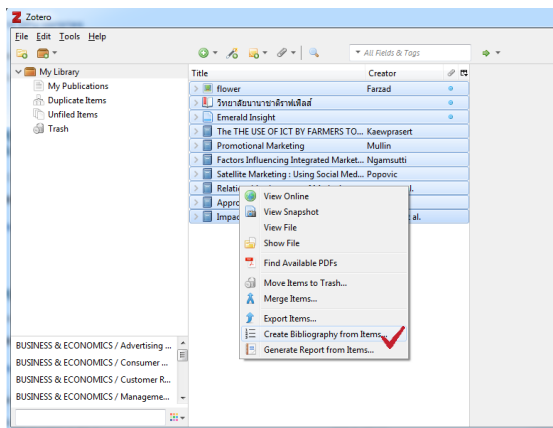 Zotero
File Edit Tools Help
All Fields & Tags
My Library
My Publications
Duplicate Items
Unfiled Items
Trash
Title Creator
flower Farzad
วิทยาลัยนานาชาติราฟเฟิลส์
Emerald Insight
The THE USE OF ICT BY FARMERS TO... Kaewprasert
Promotional Marketing Mullin
Factors Influencing Integrated Market... Ngamsutti
Satellite Marketing : Using Social Med... Popovic
View Online
View Snapshot
View File
Show File
Find Available PDFs
Move Items to Trash...
Merge Items...
Export Items...
Create Bibliography from Items...
Generate Report from Items...
BUSINESS & ECONOMICS / Advertising ...
BUSINESS & ECONOMICS / Consumer ...
BUSINESS & ECONOMICS / Customer R...
BUSINESS & ECONOMICS / Manageme...